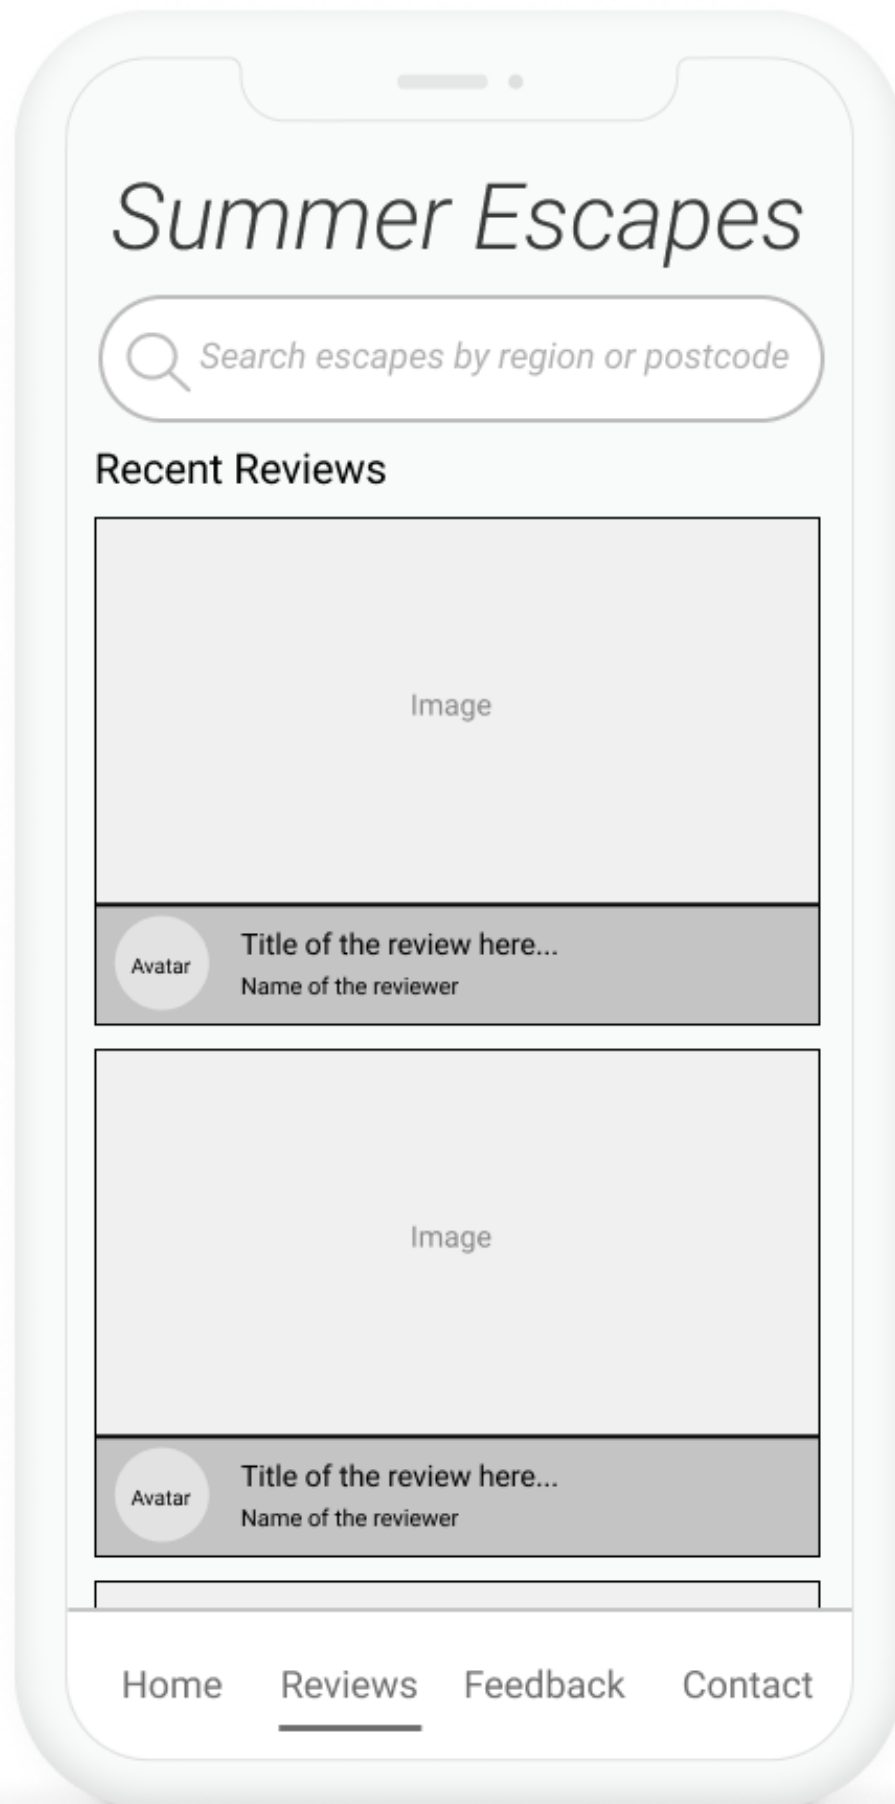 Summer Escapes
Search escapes by region or postcode
Recent Reviews
Image
Avatar
Title of the review here...
Name of the reviewer
Image
Avatar
Title of the review here...
Name of the reviewer
Home Reviews Feedback Contact